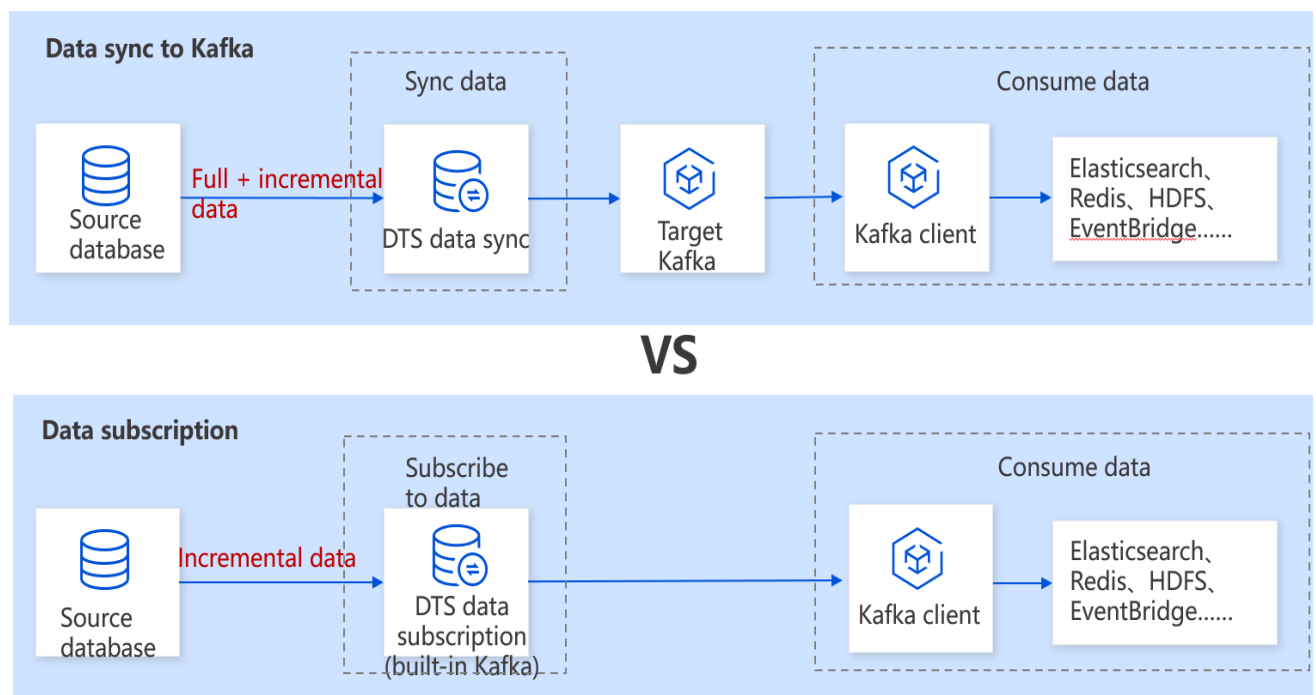 Data sync to Kafka
Sync data
Consume data
Source
database
Full + incremental
data
DTS data sync
Target
Kafka
Kafka client
Elasticsearch、
Redis、HDFS、
EventBridge......
VS
Data subscription
Subscribe
to data
Consume data
Source
database
Incremental data
DTS data
subscription
(built-in Kafka)
Kafka client
Elasticsearch、
Redis、HDFS、
EventBridge......